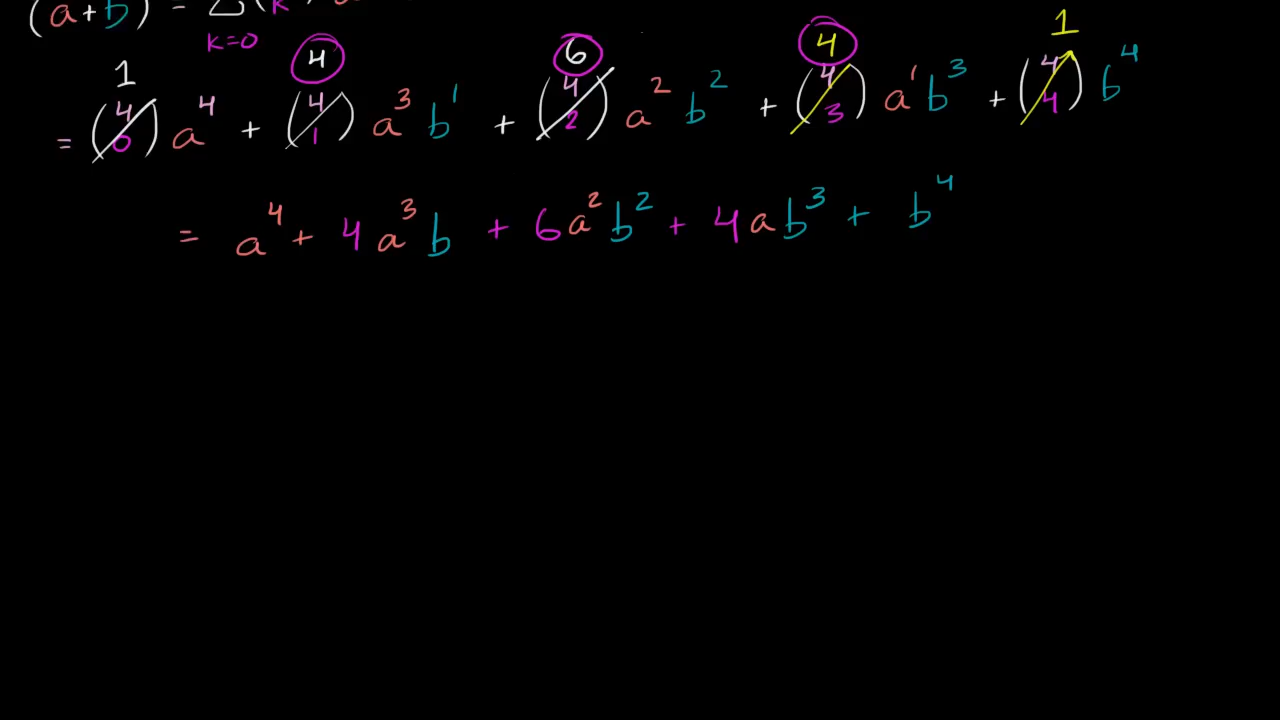 (a+b) = Σ(k
k=0
1 4 6 4 1
= (4 0) a⁴ + (4 1) a³ b¹ + (4 2) a² b² + (4 3) a¹ b³ + (4 4) b⁴
= a⁴ + 4a³b + 6a²b² + 4ab³ + b⁴